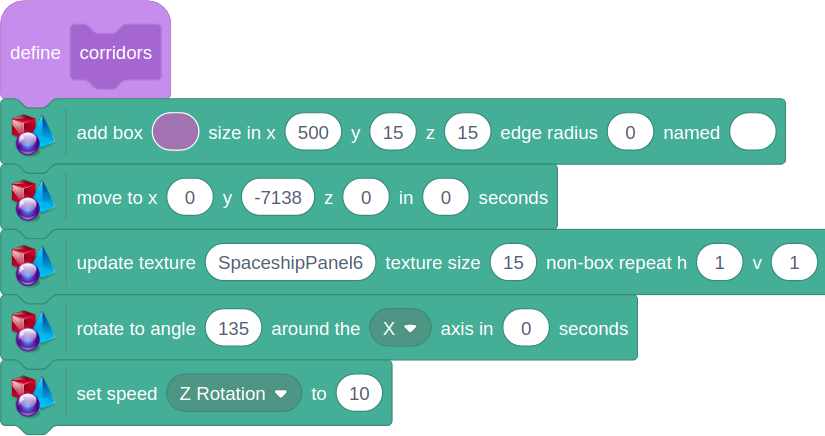 define corridors
add box size in x 500 y 15 z 15 edge radius 0 named
move to x 0 y -7138 z 0 in 0 seconds
update texture SpaceshipPanel6 texture size 15 non-box repeat h 1 v 1
rotate to angle 135 around the X axis in 0 seconds
set speed Z Rotation to 10